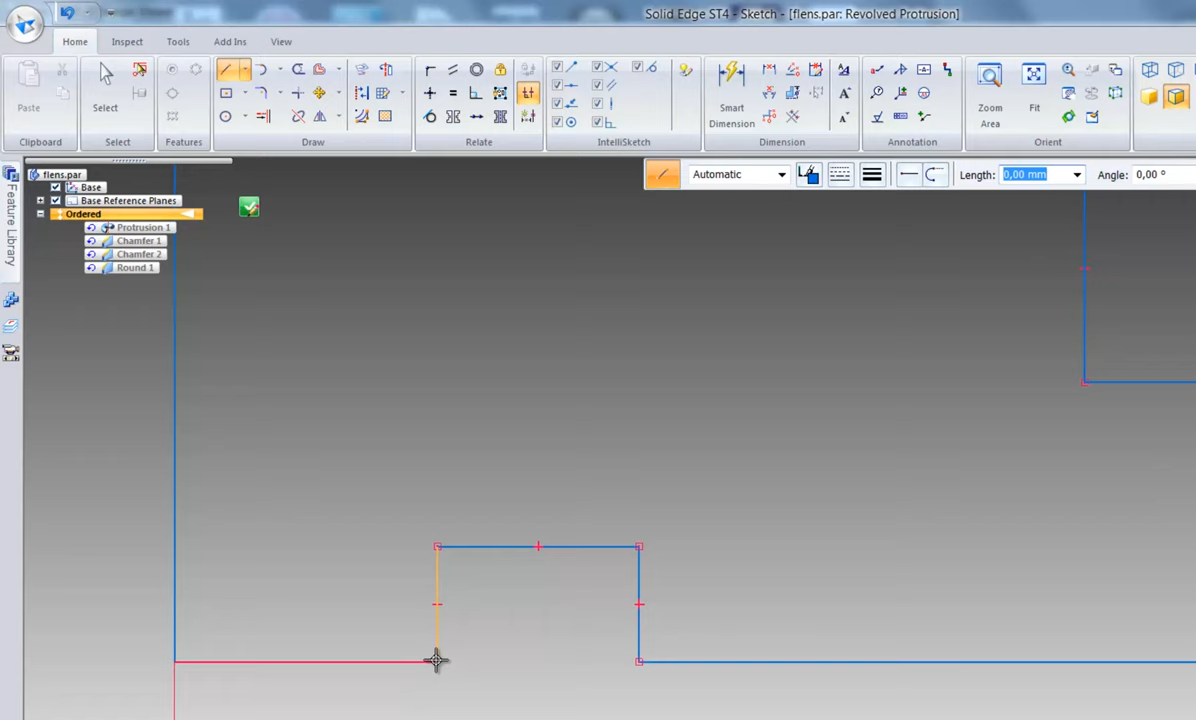 Solid Edge ST4 - Sketch - [flens.par: Revolved Protrusion]
Home Inspect Tools Add Ins View
Paste
Select
Smart
Dimension
Zoom
Area
Fit
Clipboard Select Features Draw Relate IntelliSketch Dimension Annotation Orient
Automatic Length: 0,00 mm Angle: 0,00 °
Feature Library
flens.par
Base
Base Reference Planes
Ordered
Protrusion 1
Chamfer 1
Chamfer 2
Round 1